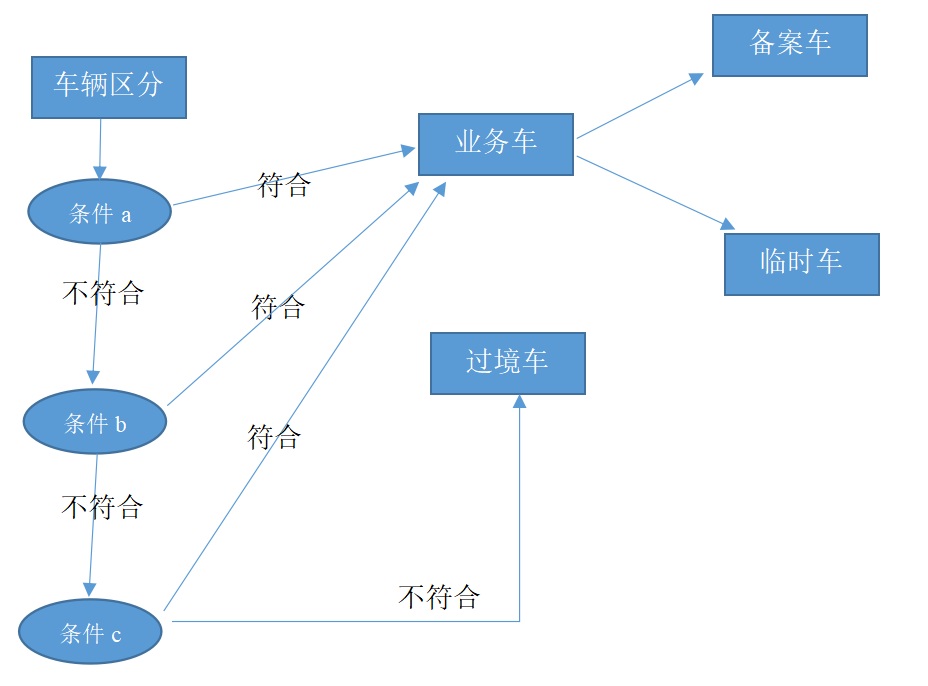 备案车
车辆区分
业务车
符合
条件 a
临时车
不符合
符合
过境车
条件 b
符合
不符合
不符合
条件 c